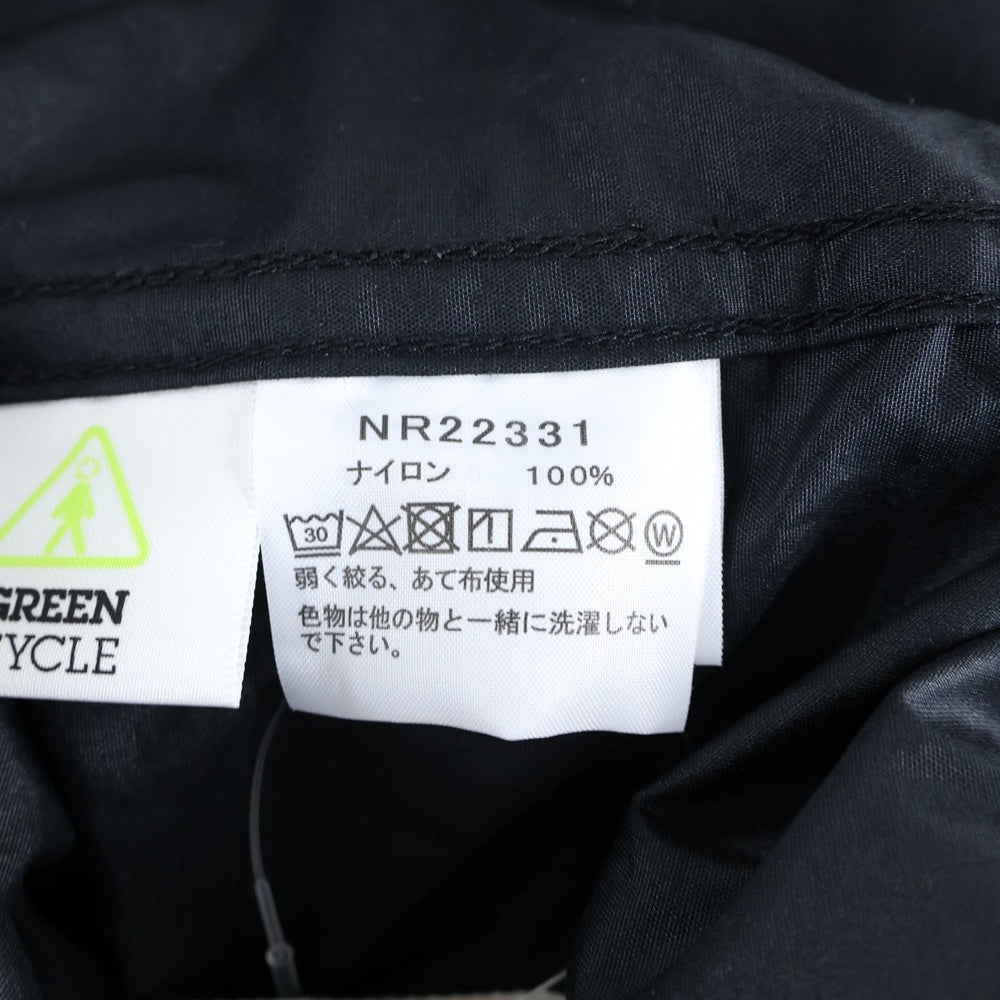 NR22331
ナイロン 100%
30
W
弱く絞る、あて布使用
色物は他の物と一緒に洗濯しない
で下さい。
GREEN
YCLE